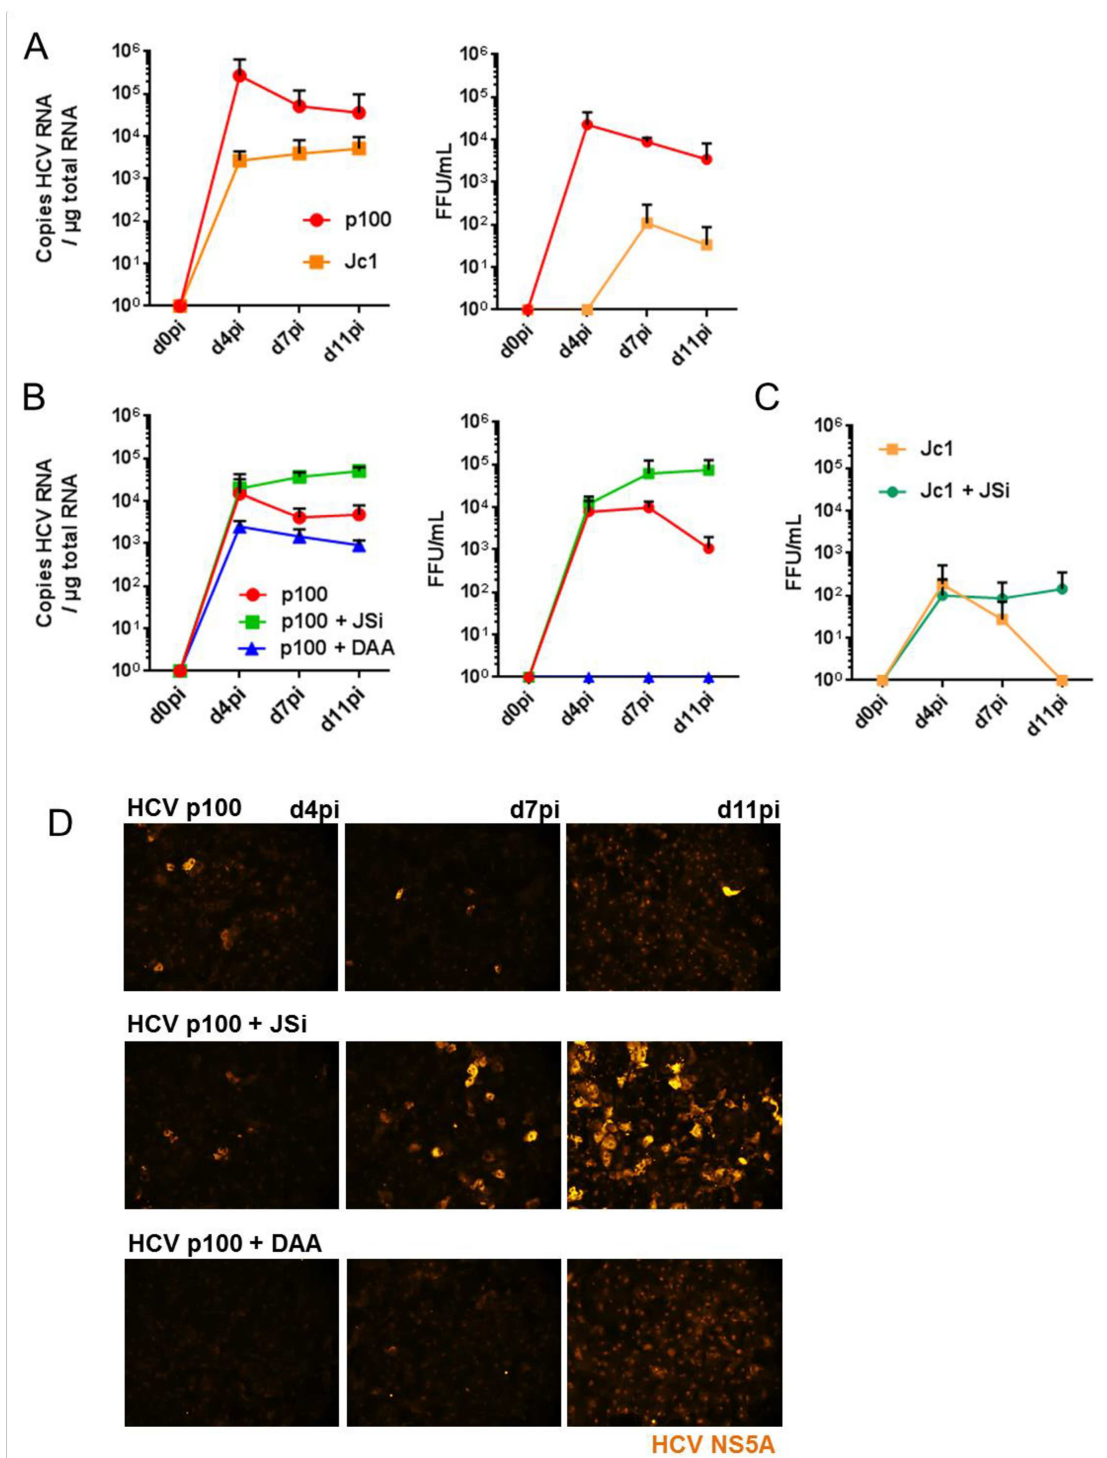 A
Copies HCV RNA
/ µg total RNA
10⁶
10⁵
10⁴
10³
10²
10¹
10⁰
p100
Jc1
d0pi
d4pi
d7pi
d11pi
FFU/mL
10⁶
10⁵
10⁴
10³
10²
10¹
10⁰
d0pi
d4pi
d7pi
d11pi
B
Copies HCV RNA
/ µg total RNA
10⁶
10⁵
10⁴
10³
10²
10¹
10⁰
p100
p100 + JSi
p100 + DAA
d0pi
d4pi
d7pi
d11pi
FFU/mL
10⁶
10⁵
10⁴
10³
10²
10¹
10⁰
d0pi
d4pi
d7pi
d11pi
C
FFU/mL
10⁶
10⁵
10⁴
10³
10²
10¹
10⁰
Jc1
Jc1 + JSi
d0pi
d4pi
d7pi
d11pi
D
HCV p100 d4pi d7pi d11pi
HCV p100 + JSi
HCV p100 + DAA
HCV NS5A